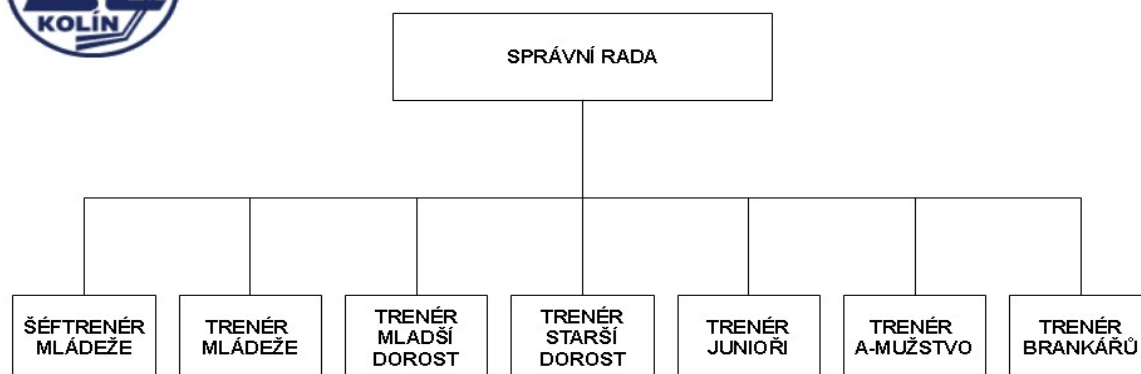 KOLÍN
SPRÁVNÍ RADA
ŠÉFTRENÉR
MLÁDEŽE
TRENÉR
MLÁDEŽE
TRENÉR
MLADŠÍ
DOROST
TRENÉR
STARŠÍ
DOROST
TRENÉR
JUNIOŘI
TRENÉR
A-MUŽSTVO
TRENÉR
BRANKÁŘŮ